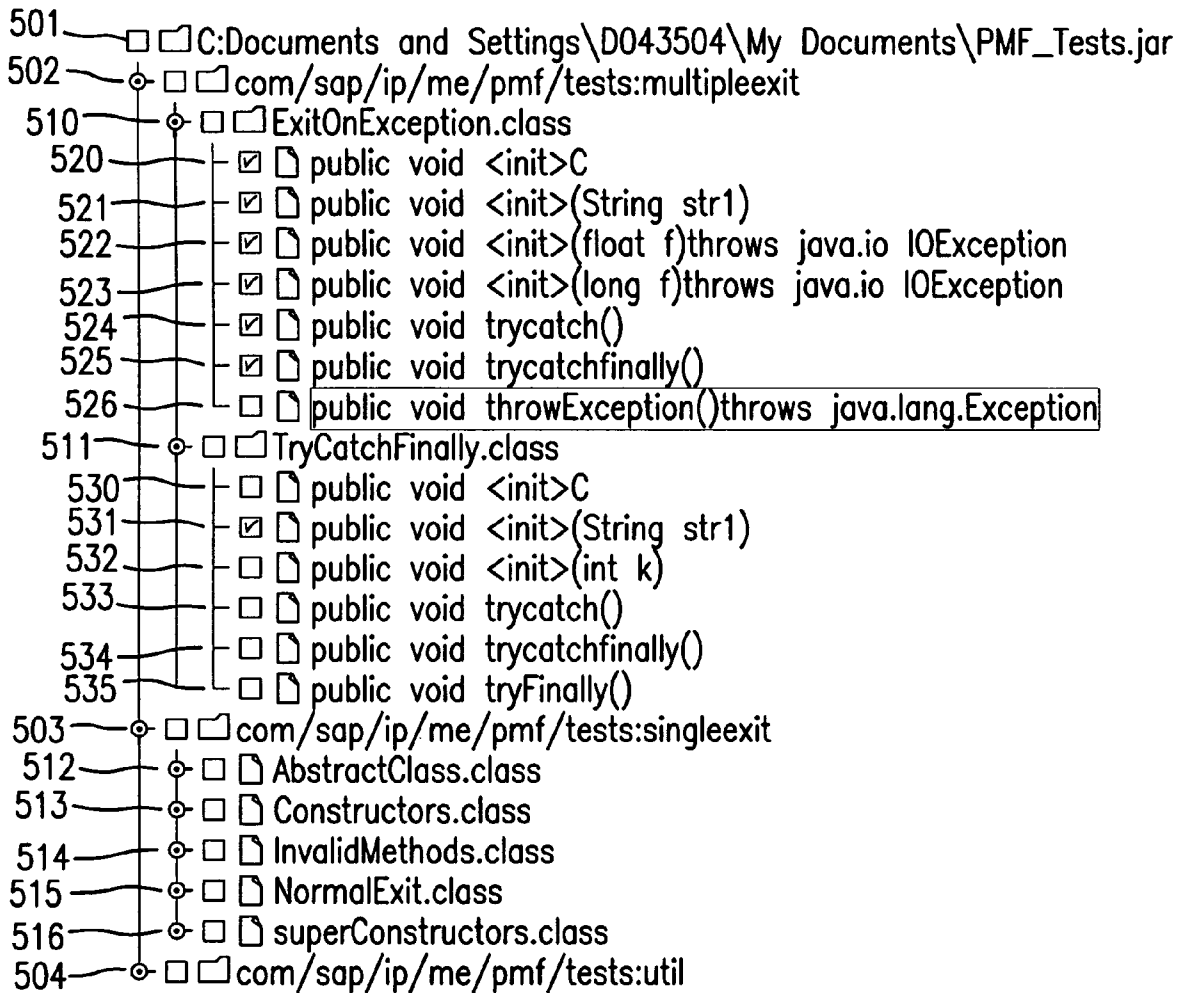 501 C:Documents and Settings\D043504\My Documents\PMF_Tests.jar
502 com/sap/ip/me/pmf/tests:multipleexit
510 ExitOnException.class
520 public void <init>C
521 public void <init>(String str1)
522 public void <init>(float f)throws java.io IOException
523 public void <init>(long f)throws java.io IOException
524 public void trycatch()
525 public void trycatchfinally()
526 public void throwException()throws java.lang.Exception
511 TryCatchFinally.class
530 public void <init>C
531 public void <init>(String str1)
532 public void <init>(int k)
533 public void trycatch()
534 public void trycatchfinally()
535 public void tryFinally()
503 com/sap/ip/me/pmf/tests:singleexit
512 AbstractClass.class
513 Constructors.class
514 InvalidMethods.class
515 NormalExit.class
516 superConstructors.class
504 com/sap/ip/me/pmf/tests:util